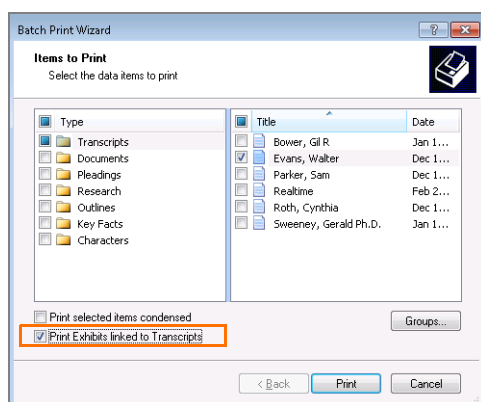 Batch Print Wizard
Items to Print
Select the data items to print
Type
Transcripts
Documents
Pleadings
Research
Outlines
Key Facts
Characters
Title Date
Bower, Gil R Jan 1...
Evans, Walter Dec 1...
Parker, Sam Dec 1...
Realtime Feb 2...
Roth, Cynthia Dec 1...
Sweeney, Gerald Ph.D. Jan 1...
Print selected items condensed
Print Exhibits linked to Transcripts
Groups...
< Back Print Cancel